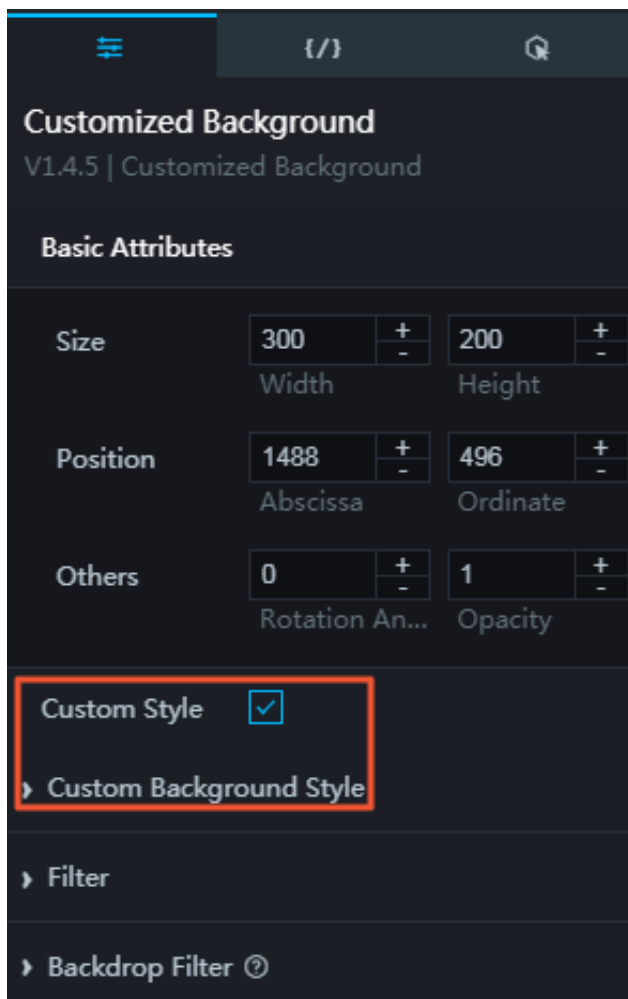 {/}
Customized Background
V1.4.5 | Customized Background
Basic Attributes
Size 300 + - 200 + -
Width Height
Position 1488 + - 496 + -
Abscissa Ordinate
Others 0 + - 1 + -
Rotation An... Opacity
Custom Style
Custom Background Style
Filter
Backdrop Filter ?